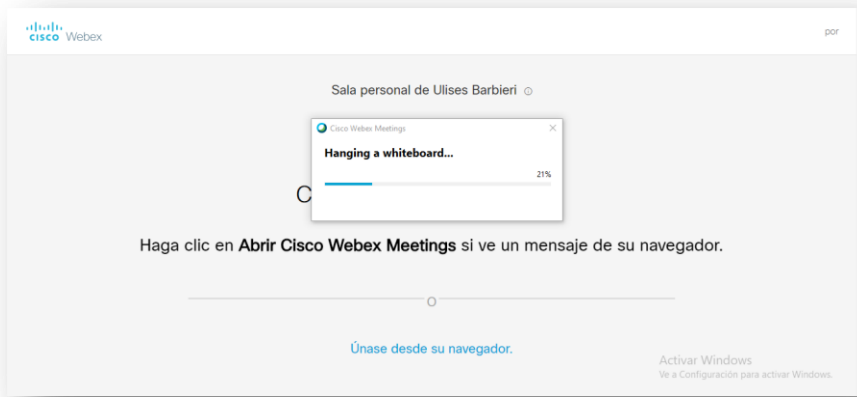 CISCO Webex
por
Sala personal de Ulises Barbieri
Cisco Webex Meetings
Hanging a whiteboard...
21%
C
Haga clic en Abrir Cisco Webex Meetings si ve un mensaje de su navegador.
O
Únase desde su navegador.
Activar Windows
Ve a Configuración para activar Windows.